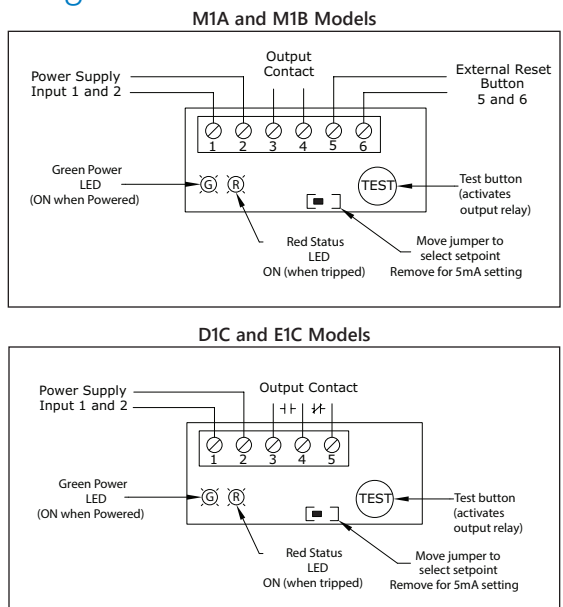 M1A and M1B Models
Power Supply
Input 1 and 2
Output
Contact
External Reset
Button
5 and 6
1 2 3 4 5 6
Green Power
LED
(ON when Powered)
G R
TEST
Test button
(activates
output relay)
Red Status
LED
ON (when tripped)
Move jumper to
select setpoint
Remove for 5mA setting
D1C and E1C Models
Power Supply
Input 1 and 2
Output Contact
1 2 3 4 5
Green Power
LED
(ON when Powered)
G R
TEST
Test button
(activates
output relay)
Red Status
LED
ON (when tripped)
Move jumper to
select setpoint
Remove for 5mA setting